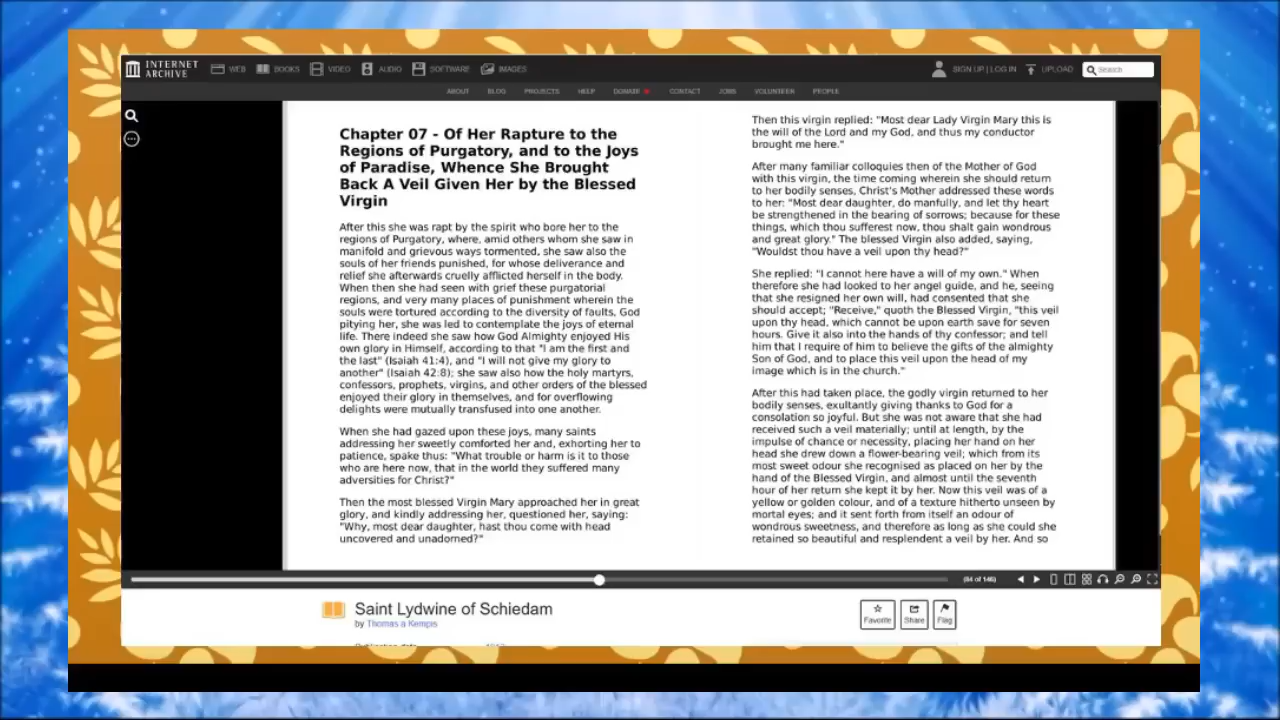 INTERNET
ARCHIVE
WEB
BOOKS
VIDEO
AUDIO
SOFTWARE
IMAGES
SIGN UP | LOG IN
UPLOAD
Search
ABOUT
BLOG
PROJECTS
HELP
DONATE
CONTACT
JOBS
VOLUNTEER
PEOPLE
Chapter 07 - Of Her Rapture to the
Regions of Purgatory, and to the Joys
of Paradise, Whence She Brought
Back A Veil Given Her by the Blessed
Virgin
After this she was rapt by the spirit who bore her to the
regions of Purgatory, where, amid others whom she saw in
manifold and grievous ways tormented, she saw also the
souls of her friends punished, for whose deliverance and
relief she afterwards cruelly afflicted herself in the body.
When then she had seen with grief these purgatorial
regions, and very many places of punishment wherein the
souls were tortured according to the diversity of faults, God
pitying her, she was led to contemplate the joys of eternal
life. There indeed she saw how God Almighty enjoyed His
own glory in Himself, according to that "I am the first and
the last" (Isaiah 41:4), and "I will not give my glory to
another" (Isaiah 42:8); she saw also how the holy martyrs,
confessors, prophets, virgins, and other orders of the blessed
enjoyed their glory in themselves, and for overflowing
delights were mutually transfused into one another.
When she had gazed upon these joys, many saints
addressing her sweetly comforted her and, exhorting her to
patience, spake thus: "What trouble or harm is it to those
who are here now, that in the world they suffered many
adversities for Christ?"
Then the most blessed Virgin Mary approached her in great
glory, and kindly addressing her, questioned her, saying:
"Why, most dear daughter, hast thou come with head
uncovered and unadorned?"
Then this virgin replied: "Most dear Lady Virgin Mary this is
the will of the Lord and my God, and thus my conductor
brought me here."
After many familiar colloquies then of the Mother of God
with this virgin, the time coming wherein she should return
to her bodily senses, Christ's Mother addressed these words
to her: "Most dear daughter, do manfully, and let thy heart
be strengthened in the bearing of sorrows; because for these
things, which thou sufferest now, thou shalt gain wondrous
and great glory." The blessed Virgin also added, saying,
"Wouldst thou have a veil upon thy head?"
She replied: "I cannot here have a will of my own." When
therefore she had looked to her angel guide, and he, seeing
that she resigned her own will, had consented that she
should accept; "Receive," quoth the Blessed Virgin, "this veil
upon thy head, which cannot be upon earth save for seven
hours. Give it also into the hands of thy confessor; and tell
him that I require of him to believe the gifts of the almighty
Son of God, and to place this veil upon the head of my
image which is in the church."
After this had taken place, the godly virgin returned to her
bodily senses, exultantly giving thanks to God for a
consolation so joyful. But she was not aware that she had
received such a veil materially; until at length, by the
impulse of chance or necessity, placing her hand on her
head she drew down a flower-bearing veil; which from its
most sweet odour she recognised as placed on her by the
hand of the Blessed Virgin, and almost until the seventh
hour of her return she kept it by her. Now this veil was of a
yellow or golden colour, and of a texture hitherto unseen by
mortal eyes; and it sent forth from itself an odour of
wondrous sweetness, and therefore as long as she could she
retained so beautiful and resplendent a veil by her. And so
(84 of 146)
Saint Lydwine of Schiedam
by Thomas a Kempis
Favorite
Share
Flag